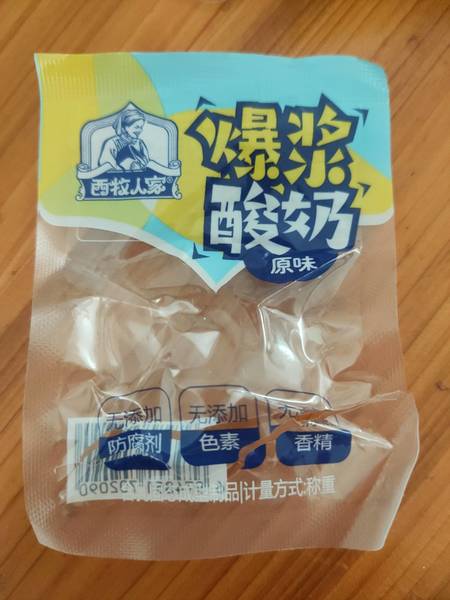 西牧人家®
爆浆
酸奶
原味
无添加
防腐剂
无添加
色素
香精
品|计量方式:称重